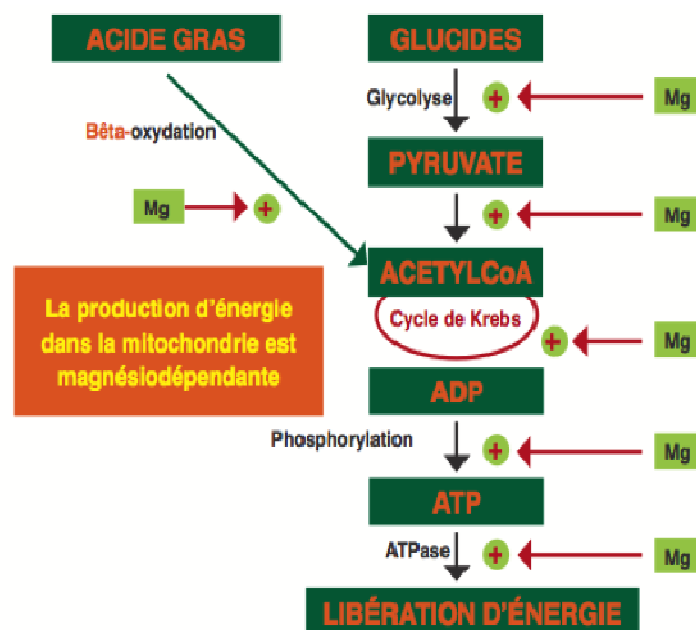 ACIDE GRAS
GLUCIDES
Glycolyse
Mg
Bêta-oxydation
PYRUVATE
Mg
Mg
ACETYLCoA
Cycle de Krebs
Mg
La production d'énergie
dans la mitochondrie est
magnésiodépendante
ADP
Phosphorylation
Mg
ATP
ATPase
Mg
LIBÉRATION D'ÉNERGIE